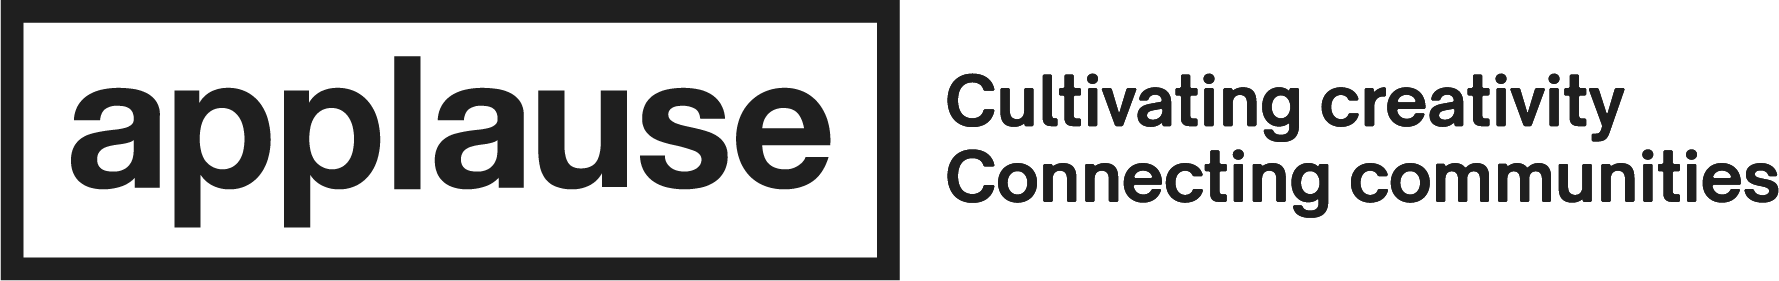 applause
Cultivating creativity
Connecting communities